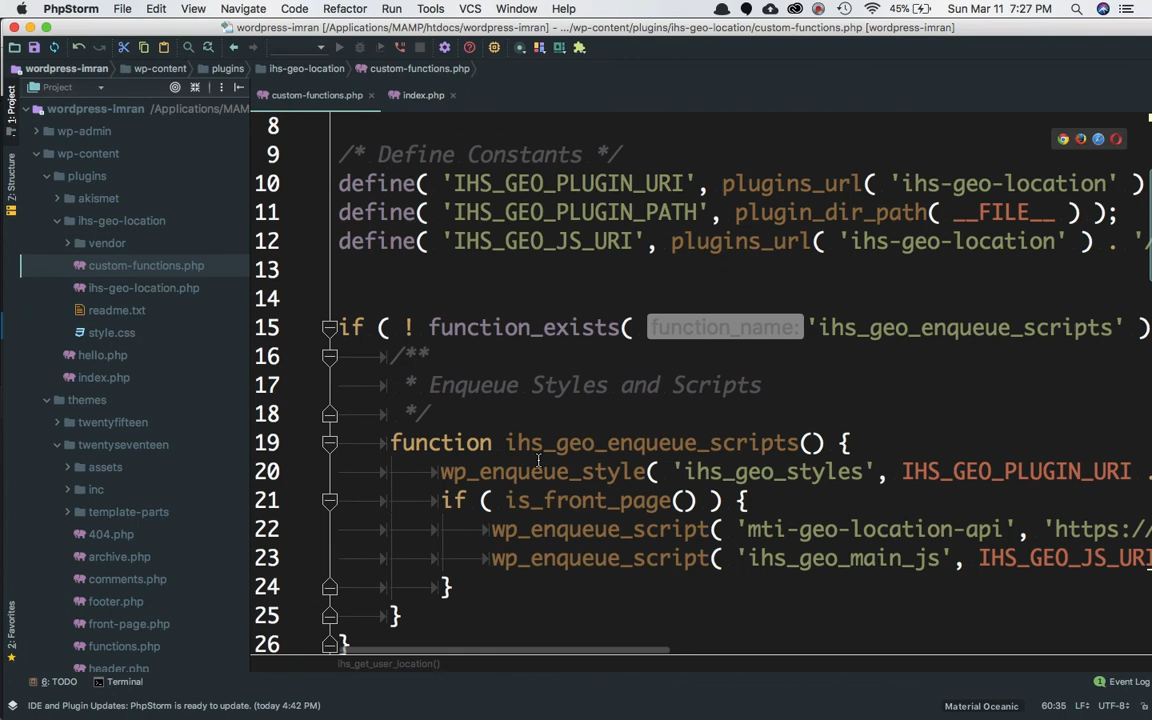 PhpStorm File Edit View Navigate Code Refactor Run Tools VCS Window Help 45% Sun Mar 11 7:27 PM
wordpress-imran [/Applications/MAMP/htdocs/wordpress-imran] - .../wp-content/plugins/ihs-geo-location/custom-functions.php [wordpress-imran]
wordpress-imran wp-content plugins ihs-geo-location custom-functions.php
Project
custom-functions.php index.php
1: Project
Z: Structure
2: Favorites
wordpress-imran /Applications/MAM
wp-admin
wp-content
plugins
akismet
ihs-geo-location
vendor
custom-functions.php
ihs-geo-location.php
readme.txt
style.css
hello.php
index.php
themes
twentyfifteen
twentyseventeen
assets
inc
template-parts
404.php
archive.php
comments.php
footer.php
front-page.php
functions.php
header.php
8
9 /* Define Constants */
10 define( 'IHS_GEO_PLUGIN_URI', plugins_url( 'ihs-geo-location' )
11 define( 'IHS_GEO_PLUGIN_PATH', plugin_dir_path( __FILE__ ) );
12 define( 'IHS_GEO_JS_URI', plugins_url( 'ihs-geo-location' ) . '/
13
14
15 if ( ! function_exists( function_name: 'ihs_geo_enqueue_scripts' )
16 /**
17 * Enqueue Styles and Scripts
18 */
19 function ihs_geo_enqueue_scripts() {
20 wp_enqueue_style( 'ihs_geo_styles', IHS_GEO_PLUGIN_URI .
21 if ( is_front_page() ) {
22 wp_enqueue_script( 'mti-geo-location-api', 'https://
23 wp_enqueue_script( 'ihs_geo_main_js', IHS_GEO_JS_URI
24 }
25 }
26 }
ihs_get_user_location()
6: TODO Terminal 1 Event Log
IDE and Plugin Updates: PhpStorm is ready to update. (today 4:42 PM) Material Oceanic 60:35 LF UTF-8